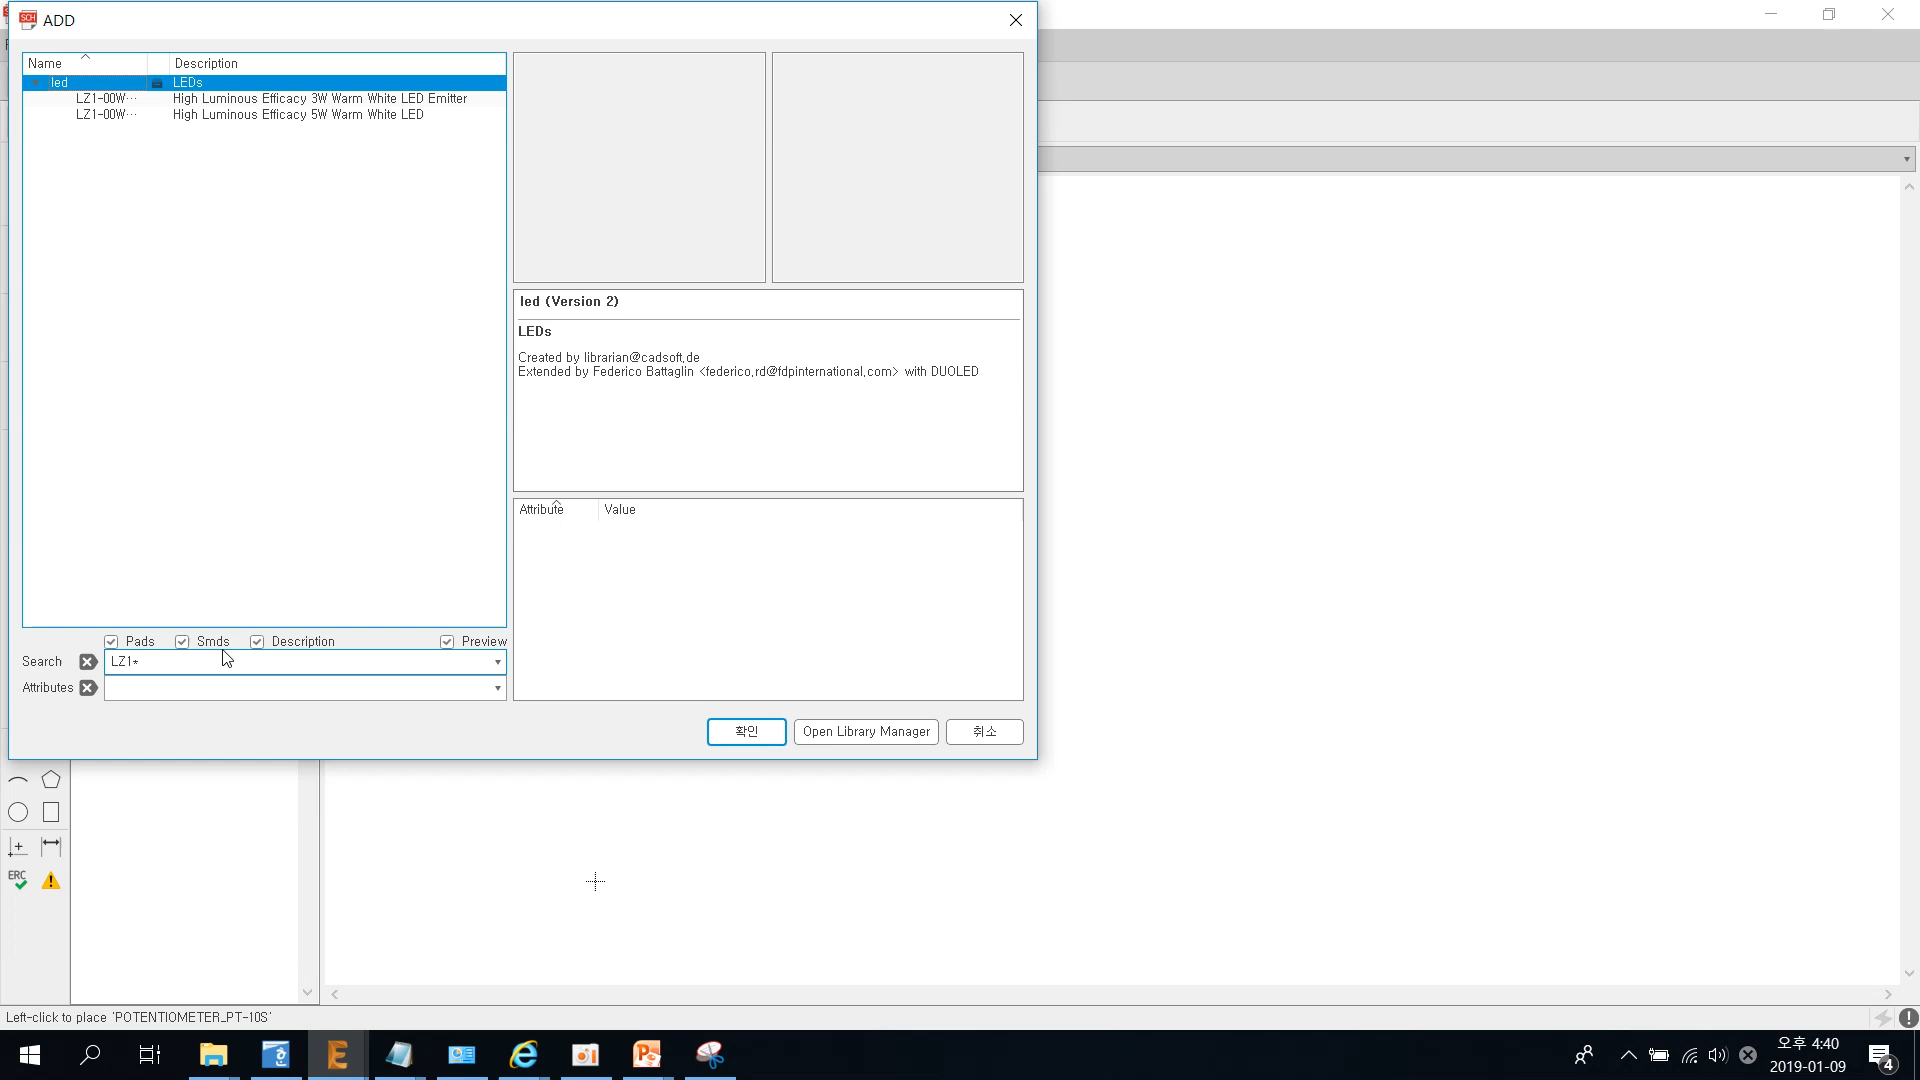 SCH ADD
Name Description
led LEDs
LZ1-00W··· High Luminous Efficacy 3W Warm White LED Emitter
LZ1-00W··· High Luminous Efficacy 5W Warm White LED
led (Version 2)
LEDs
Created by librarian@cadsoft.de
Extended by Federico Battaglin <federico.rd@fdpinternational.com> with DUOLED
Attribute Value
Pads Smds Description Preview
Search LZ1*
Attributes
확인 Open Library Manager 취소
ERC
Left-click to place 'POTENTIOMETER_PT-10S'
오후 4:40
2019-01-09
4